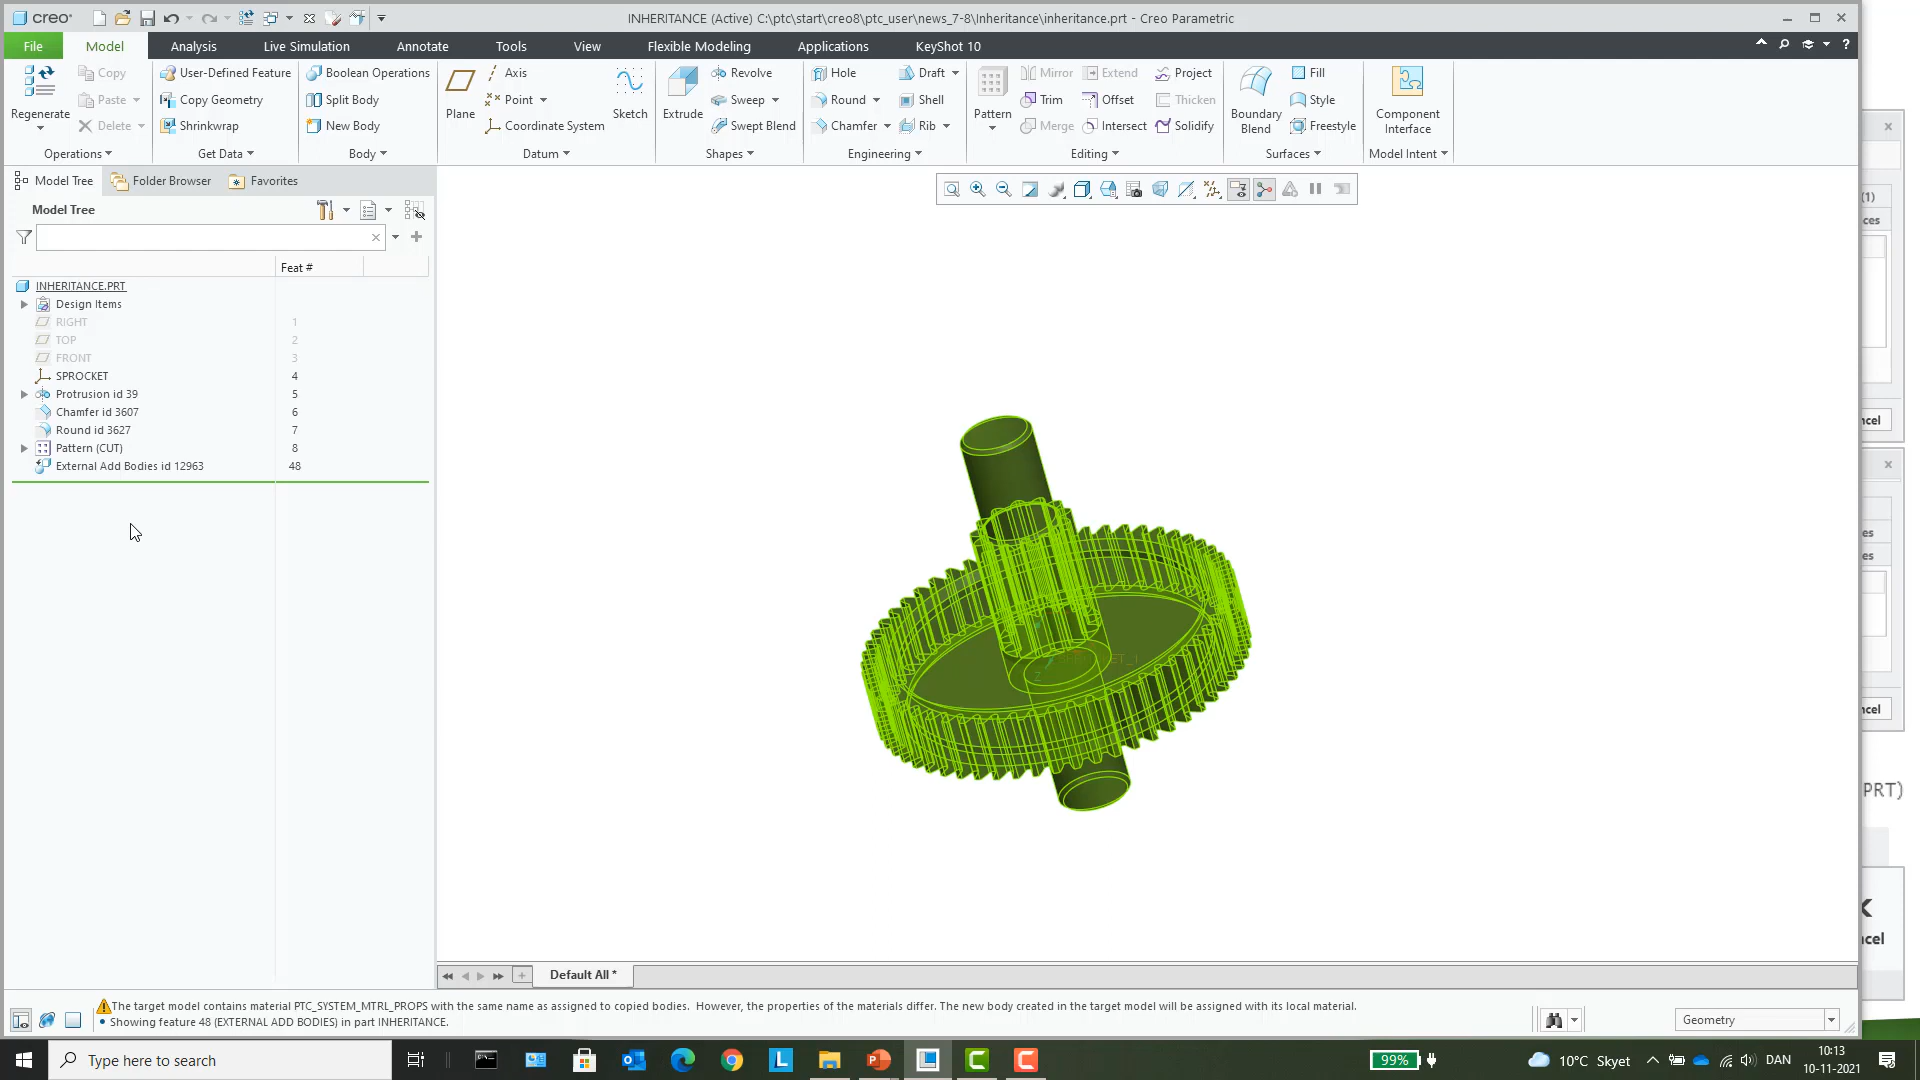 creo° INHERITANCE (Active) C:\ptc\start\creo8\ptc_user\news_7-8\Inheritance\inheritance.prt - Creo Parametric
File Model Analysis Live Simulation Annotate Tools View Flexible Modeling Applications KeyShot 10
Regenerate
Copy
Paste
Delete
Operations
User-Defined Feature
Copy Geometry
Shrinkwrap
Get Data
Boolean Operations
Split Body
New Body
Body
Plane
Axis
Point
Coordinate System
Sketch
Datum
Extrude
Revolve
Sweep
Swept Blend
Shapes
Hole
Round
Chamfer
Draft
Shell
Rib
Engineering
Pattern
Mirror
Trim
Merge
Extend
Offset
Intersect
Project
Thicken
Solidify
Editing
Boundary
Blend
Fill
Style
Freestyle
Surfaces
Component
Interface
Model Intent
Model Tree Folder Browser Favorites
Model Tree
Feat #
INHERITANCE.PRT
Design Items
RIGHT 1
TOP 2
FRONT 3
SPROCKET 4
Protrusion id 39 5
Chamfer id 3607 6
Round id 3627 7
Pattern (CUT) 8
External Add Bodies id 12963 48
Z
Default All *
The target model contains material PTC_SYSTEM_MTRL_PROPS with the same name as assigned to copied bodies. However, the properties of the materials differ. The new body created in the target model will be assigned with its local material.
• Showing feature 48 (EXTERNAL ADD BODIES) in part INHERITANCE.
Geometry
(1)
ces
ncel
es
es
ncel
PRT)
ncel
Type here to search
99%
10°C Skyet
DAN
10:13
10-11-2021